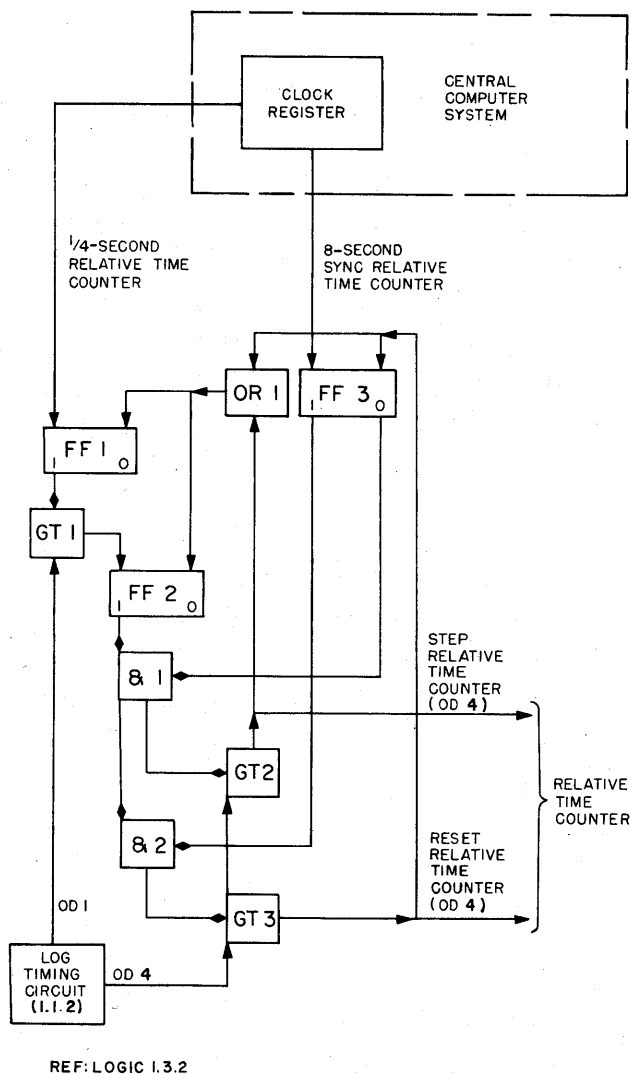 CLOCK
REGISTER
CENTRAL
COMPUTER
SYSTEM
1/4-SECOND
RELATIVE TIME
COUNTER
8-SECOND
SYNC RELATIVE
TIME COUNTER
OR 1
FF 3
1 0
FF 1
1 0
GT 1
FF 2
1 0
& 1
STEP
RELATIVE
TIME
COUNTER
(OD 4)
GT2
RELATIVE
TIME
COUNTER
& 2
RESET
RELATIVE
TIME
COUNTER
(OD 4)
GT3
OD 1
LOG
TIMING
CIRCUIT
(1.1.2)
OD 4
REF: LOGIC 1.3.2